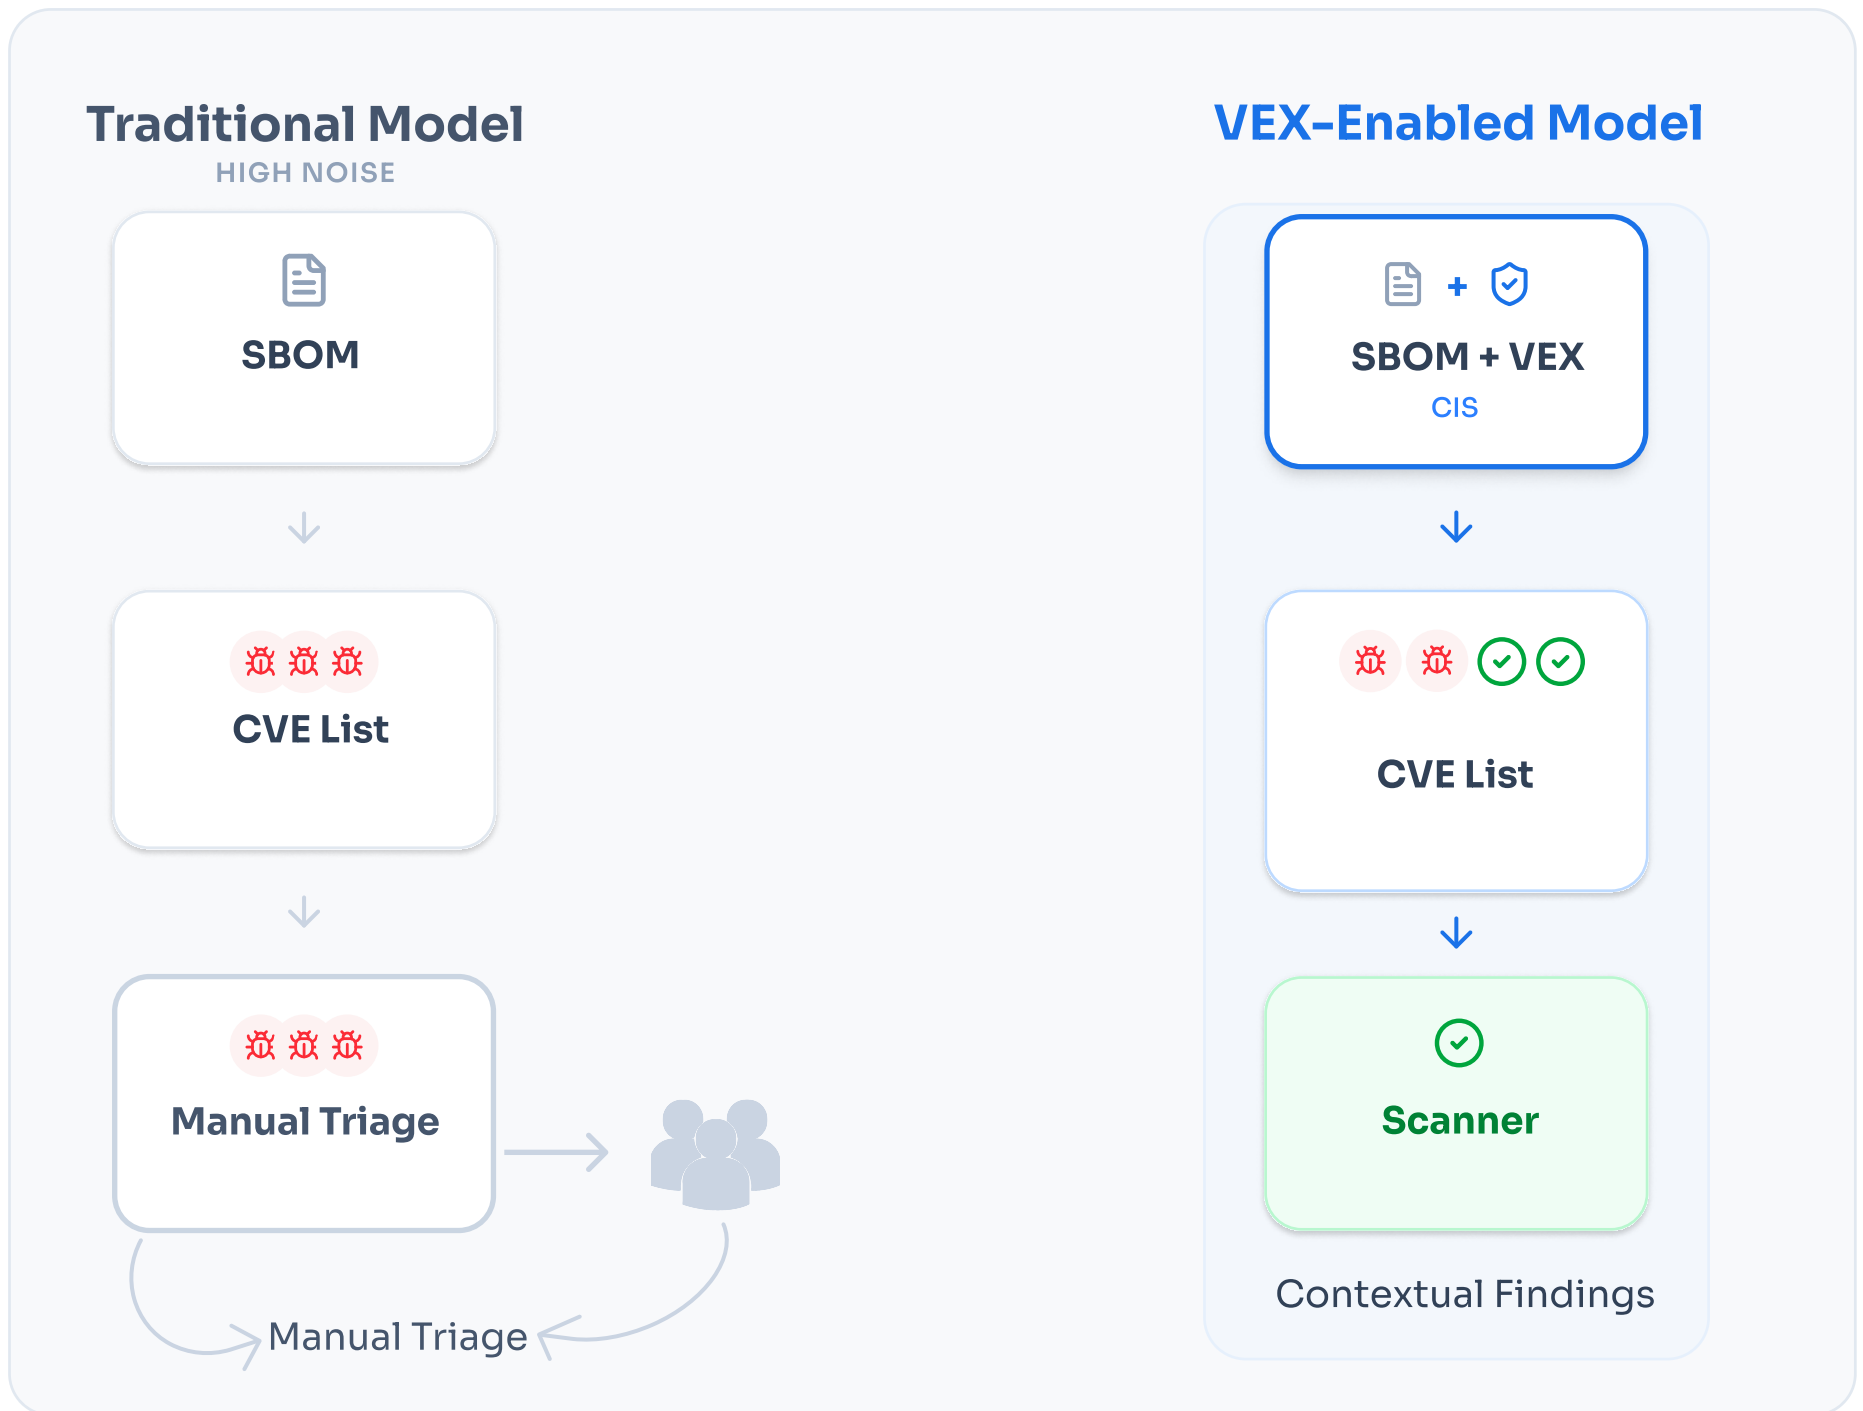 Traditional Model
HIGH NOISE
SBOM
CVE List
Manual Triage
Manual Triage
VEX-Enabled Model
+
SBOM + VEX
CIS
CVE List
Scanner
Contextual Findings